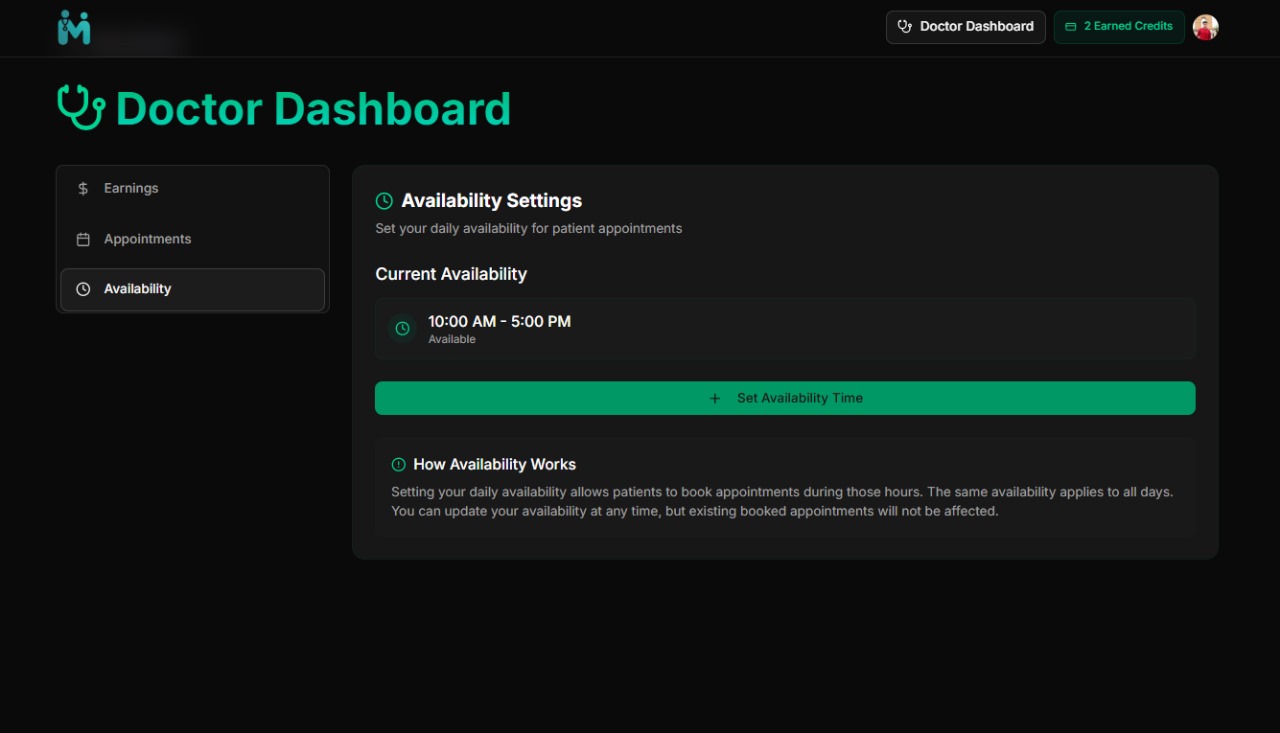 Doctor Dashboard
2 Earned Credits
Doctor Dashboard
Earnings
Appointments
Availability
Availability Settings
Set your daily availability for patient appointments
Current Availability
10:00 AM - 5:00 PM
Available
+ Set Availability Time
How Availability Works
Setting your daily availability allows patients to book appointments during those hours. The same availability applies to all days.
You can update your availability at any time, but existing booked appointments will not be affected.